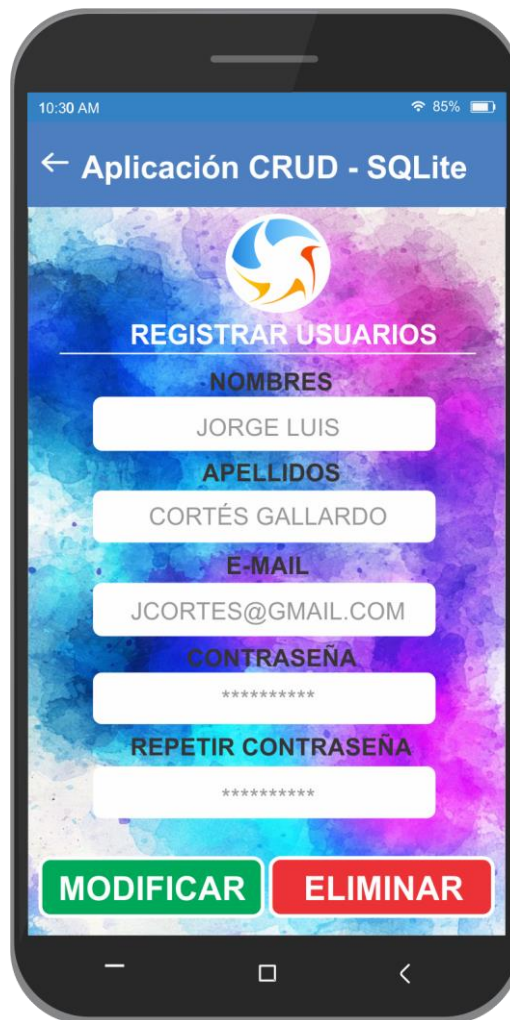 10:30 AM 85%
Aplicación CRUD - SQLite
REGISTRAR USUARIOS
NOMBRES
JORGE LUIS
APELLIDOS
CORTÉS GALLARDO
E-MAIL
JCORTES@GMAIL.COM
CONTRASEÑA
**********
REPETIR CONTRASEÑA
**********
MODIFICAR ELIMINAR